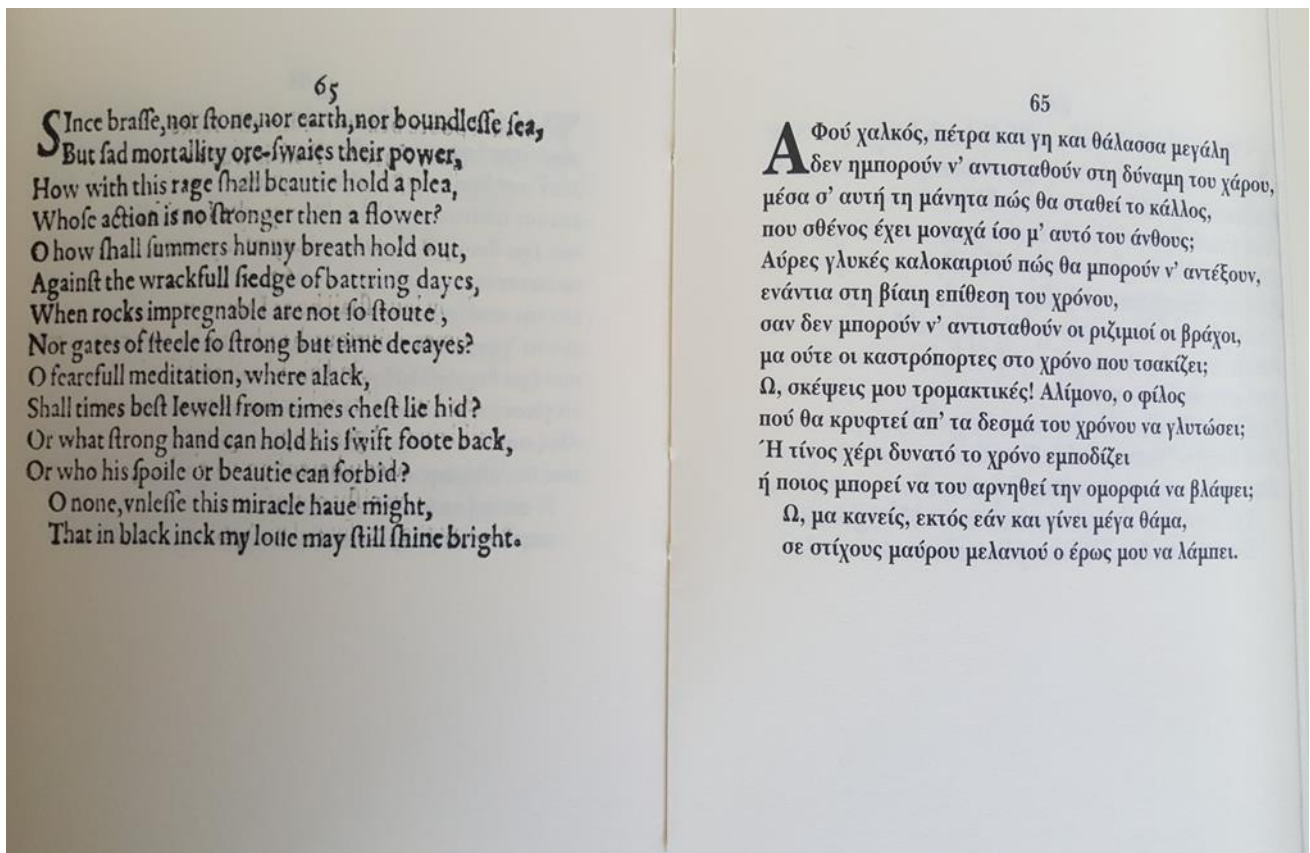 65
SInce braſſe,nor ſtone,nor earth,nor boundleſſe ſea,
But ſad mortallity ore-ſwaies their power,
How with this rage ſhall beautie hold a plea,
Whoſe action is no ſtronger then a flower?
O how ſhall ſummers hunny breath hold out,
Againſt the wrackfull ſiedge of battring dayes,
When rocks impregnable are not ſo ſtoute,
Nor gates of ſteele ſo ſtrong but time decayes?
O fearefull meditation, where alack,
Shall times beſt Iewell from times cheſt lie hid?
Or what ſtrong hand can hold his ſwift foote back,
Or who his ſpoile or beautie can forbid?
O none,vnleſſe this miracle haue might,
That in black inck my loue may ſtill ſhine bright.
65
ΑΦού χαλκός, πέτρα και γη και θάλασσα μεγάλη
δεν ημπορούν ν' αντισταθούν στη δύναμη του χάρου,
μέσα σ' αυτή τη μάνητα πώς θα σταθεί το κάλλος,
που σθένος έχει μοναχά ίσο μ' αυτό του άνθους;
Αύρες γλυκές καλοκαιριού πώς θα μπορούν ν' αντέξουν,
ενάντια στη βίαιη επίθεση του χρόνου,
σαν δεν μπορούν ν' αντισταθούν οι ριζιμιοί οι βράχοι,
μα ούτε οι καστρόπορτες στο χρόνο που τσακίζει;
Ω, σκέψεις μου τρομακτικές! Αλίμονο, ο φίλος
πού θα κρυφτεί απ' τα δεσμά του χρόνου να γλυτώσει;
Ή τίνος χέρι δυνατό το χρόνο εμποδίζει
ή ποιος μπορεί να του αρνηθεί την ομορφιά να βλάψει;
Ω, μα κανείς, εκτός εάν και γίνει μέγα θάμα,
σε στίχους μαύρου μελανιού ο έρως μου να λάμπει.